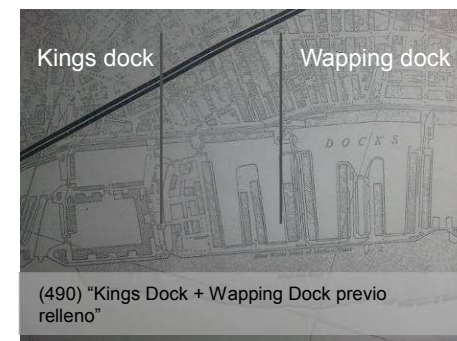 Kings dock
Wapping dock
DOCKS
(490) “Kings Dock + Wapping Dock previo
relleno”